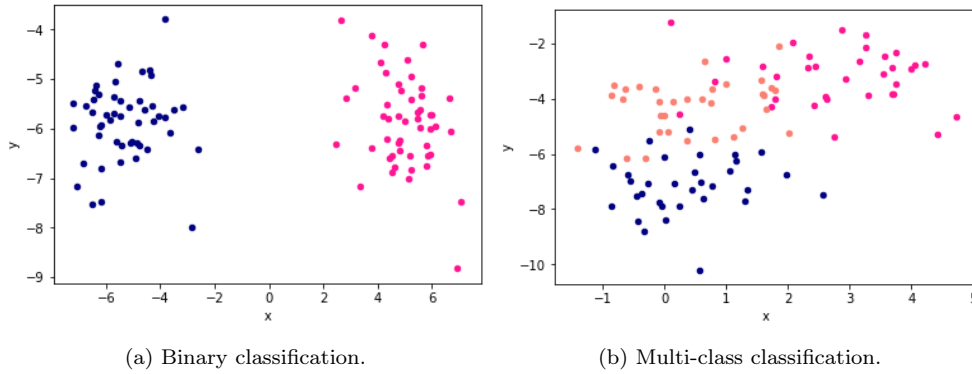 −4
−5
−6
y
−7
−8
−9
−6 −4 −2 0 2 4 6
x
(a) Binary classification.
−2
−4
−6
y
−8
−10
−1 0 1 2 3 4 5
x
(b) Multi-class classification.